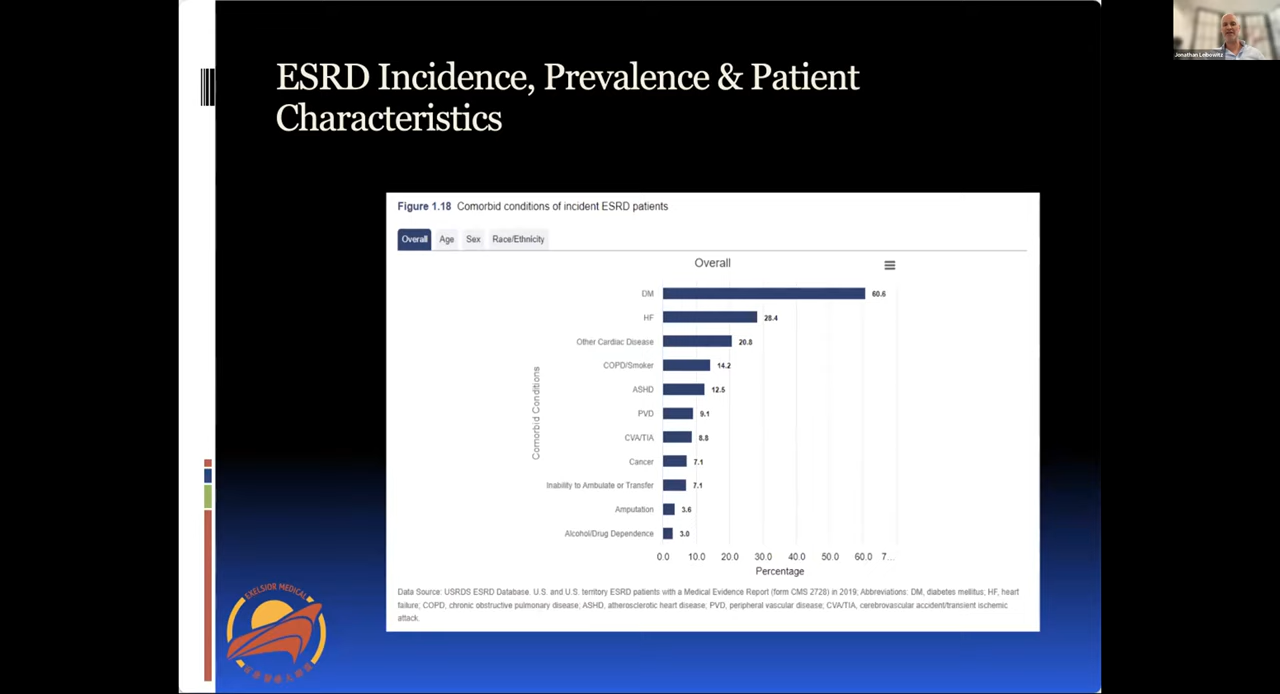 ESRD Incidence, Prevalence & Patient
Characteristics
Jonathan Leibowitz
Figure 1.18 Comorbid conditions of incident ESRD patients
Overall Age Sex Race/Ethnicity
Overall
DM 60.6
HF 28.4
Other Cardiac Disease 20.8
COPD/Smoker 14.2
ASHD 12.5
PVD 9.1
CVA/TIA 8.8
Cancer 7.1
Inability to Ambulate or Transfer 7.1
Amputation 3.6
Alcohol/Drug Dependence 3.0
Comorbid Conditions
0.0 10.0 20.0 30.0 40.0 50.0 60.0 7...
Percentage
Data Source: USRDS ESRD Database. U.S. and U.S. territory ESRD patients with a Medical Evidence Report (form CMS 2728) in 2019; Abbreviations: DM, diabetes mellitus; HF, heart
failure; COPD, chronic obstructive pulmonary disease; ASHD, atherosclerotic heart disease; PVD, peripheral vascular disease; CVA/TIA, cerebrovascular accident/transient ischemic
attack.
EXELSIOR MEDICAL